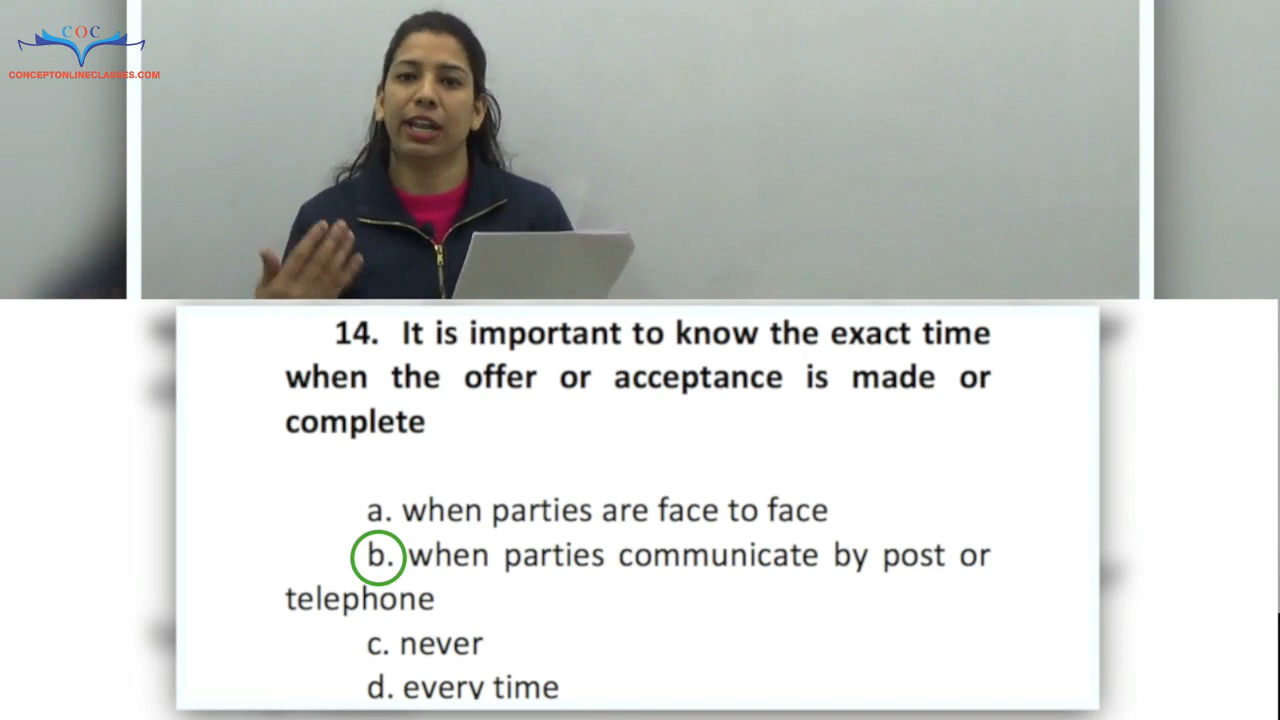 COC
CONCEPTONLINECLASSES.COM
14. It is important to know the exact time
when the offer or acceptance is made or
complete
a. when parties are face to face
b. when parties communicate by post or
telephone
c. never
d. every time